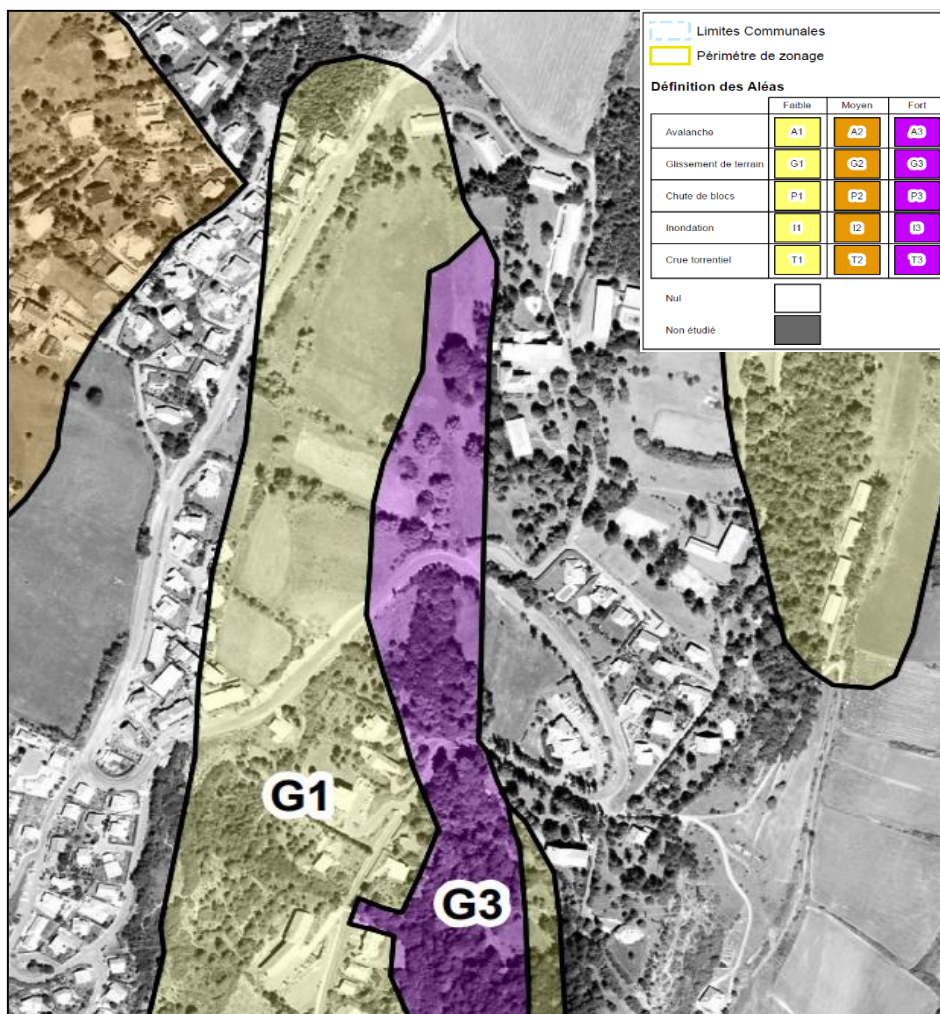 Limites Communales
Périmétre de zonage
Définition des Aléas
Faible Moyen Fort
Avalanche A1 A2 A3
Glissement de terrain G1 G2 G3
Chute de blocs P1 P2 P3
Inondation I1 I2 I3
Crue torrentiel T1 T2 T3
Nul
Non étudié
G1
G3